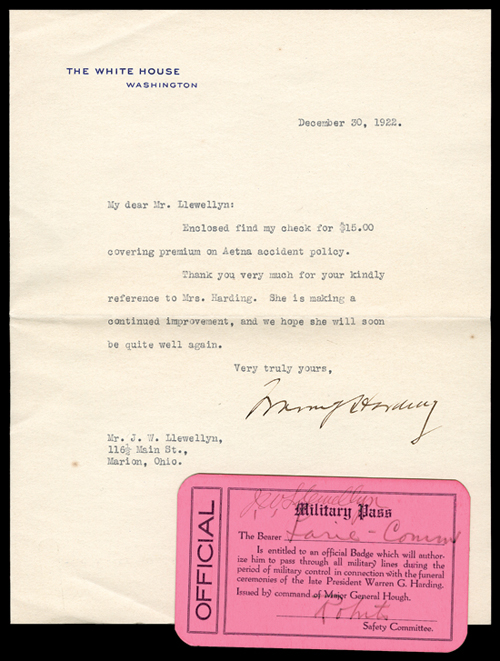 THE WHITE HOUSE
WASHINGTON
December 30, 1922.
My dear Mr. Llewellyn:
Enclosed find my check for $15.00
covering premium on Aetna accident policy.
Thank you very much for your kindly
reference to Mrs. Harding. She is making a
continued improvement, and we hope she will soon
be quite well again.
Very truly yours,
Warren G Harding
Mr. J. W. Llewellyn,
116½ Main St.,
Marion, Ohio.
OFFICIAL
J W Llewellyn
Military Pass
The Bearer
Is entitled to an official Badge which will author-
ize him to pass through all military lines during the
period of military control in connection with the funeral
ceremonies of the late President Warren G. Harding.
Issued by command of Major General Hough.
Safety Committee.